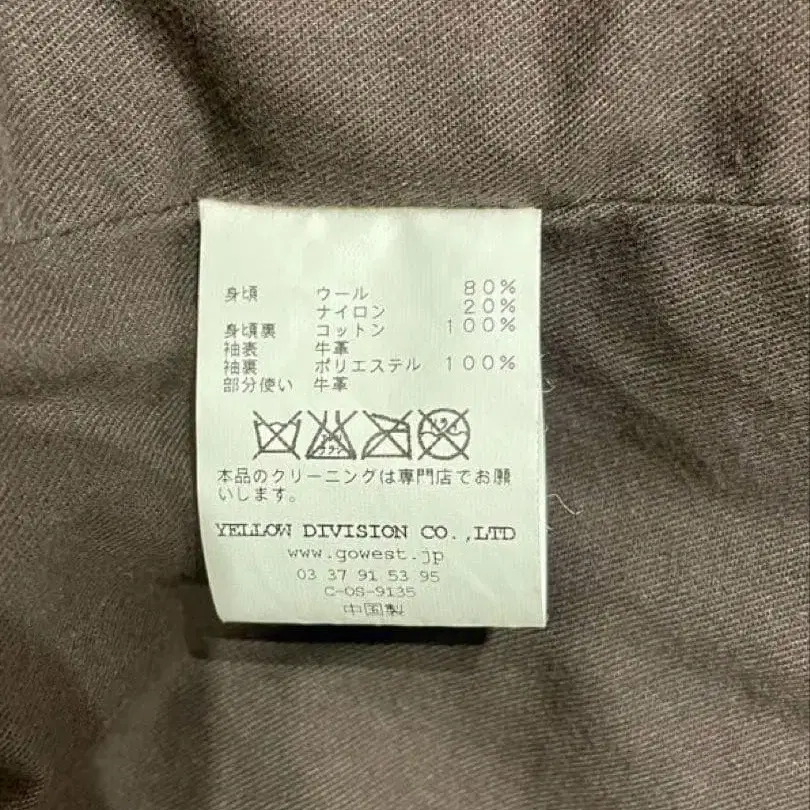 身頃 ウール 80%
ナイロン 20%
身頃裏 コットン 100%
袖表 牛革
袖裏 ポリエステル 100%
部分使い 牛革
本品のクリーニングは専門店でお願
いします。
YELLOW DIVISION CO.,LTD
www.gowest.jp
03 37 91 53 95
C-OS-9135
中国製